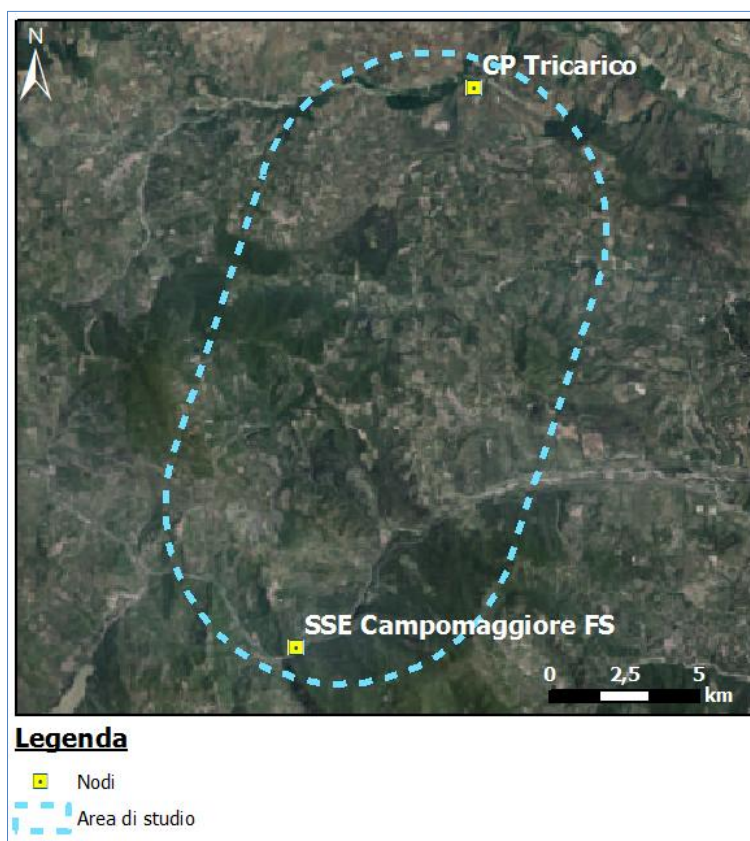 N
CP Tricarico
SSE Campomaggiore FS
0 2,5 5
km
Legenda
Nodi
Area di studio